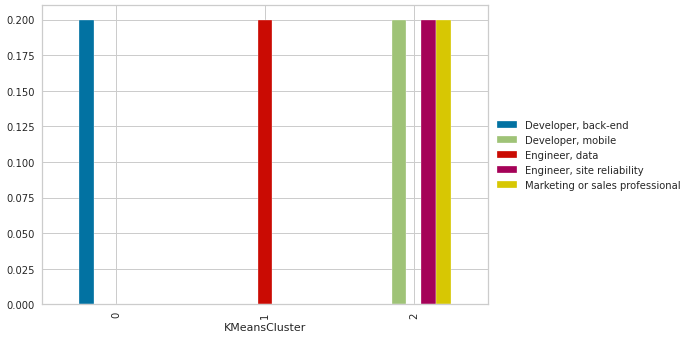 0.200
0.175
0.150
0.125
0.100
0.075
0.050
0.025
0.000
0
1
2
KMeansCluster
Developer, back-end
Developer, mobile
Engineer, data
Engineer, site reliability
Marketing or sales professional